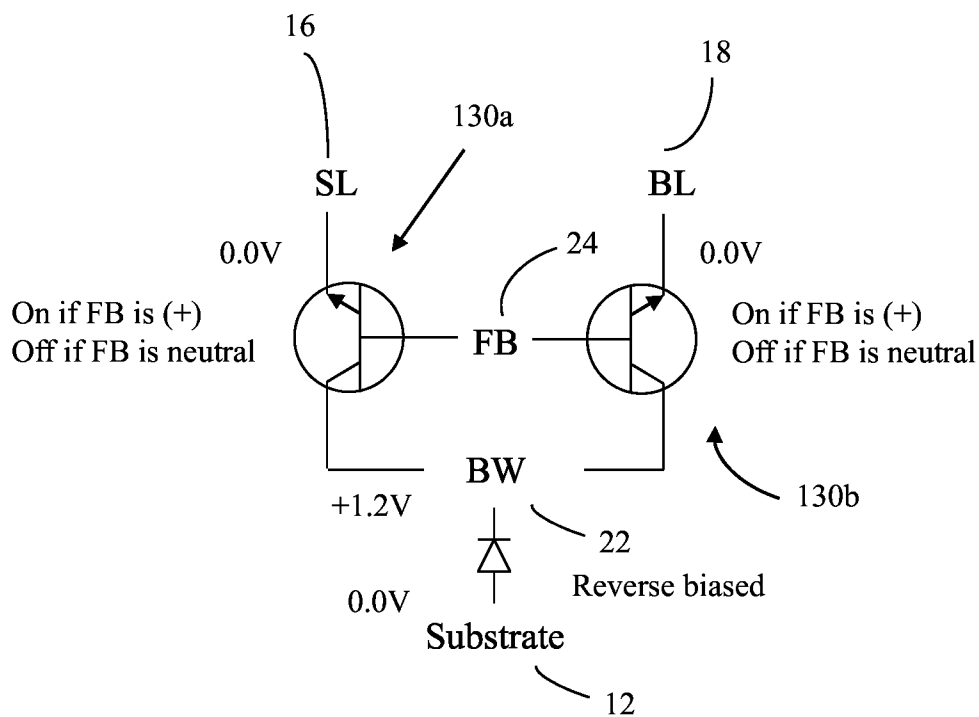 16
18
130a
SL
BL
0.0V
24
0.0V
On if FB is (+)
Off if FB is neutral
FB
On if FB is (+)
Off if FB is neutral
BW
+1.2V
130b
22
Reverse biased
0.0V
Substrate
12